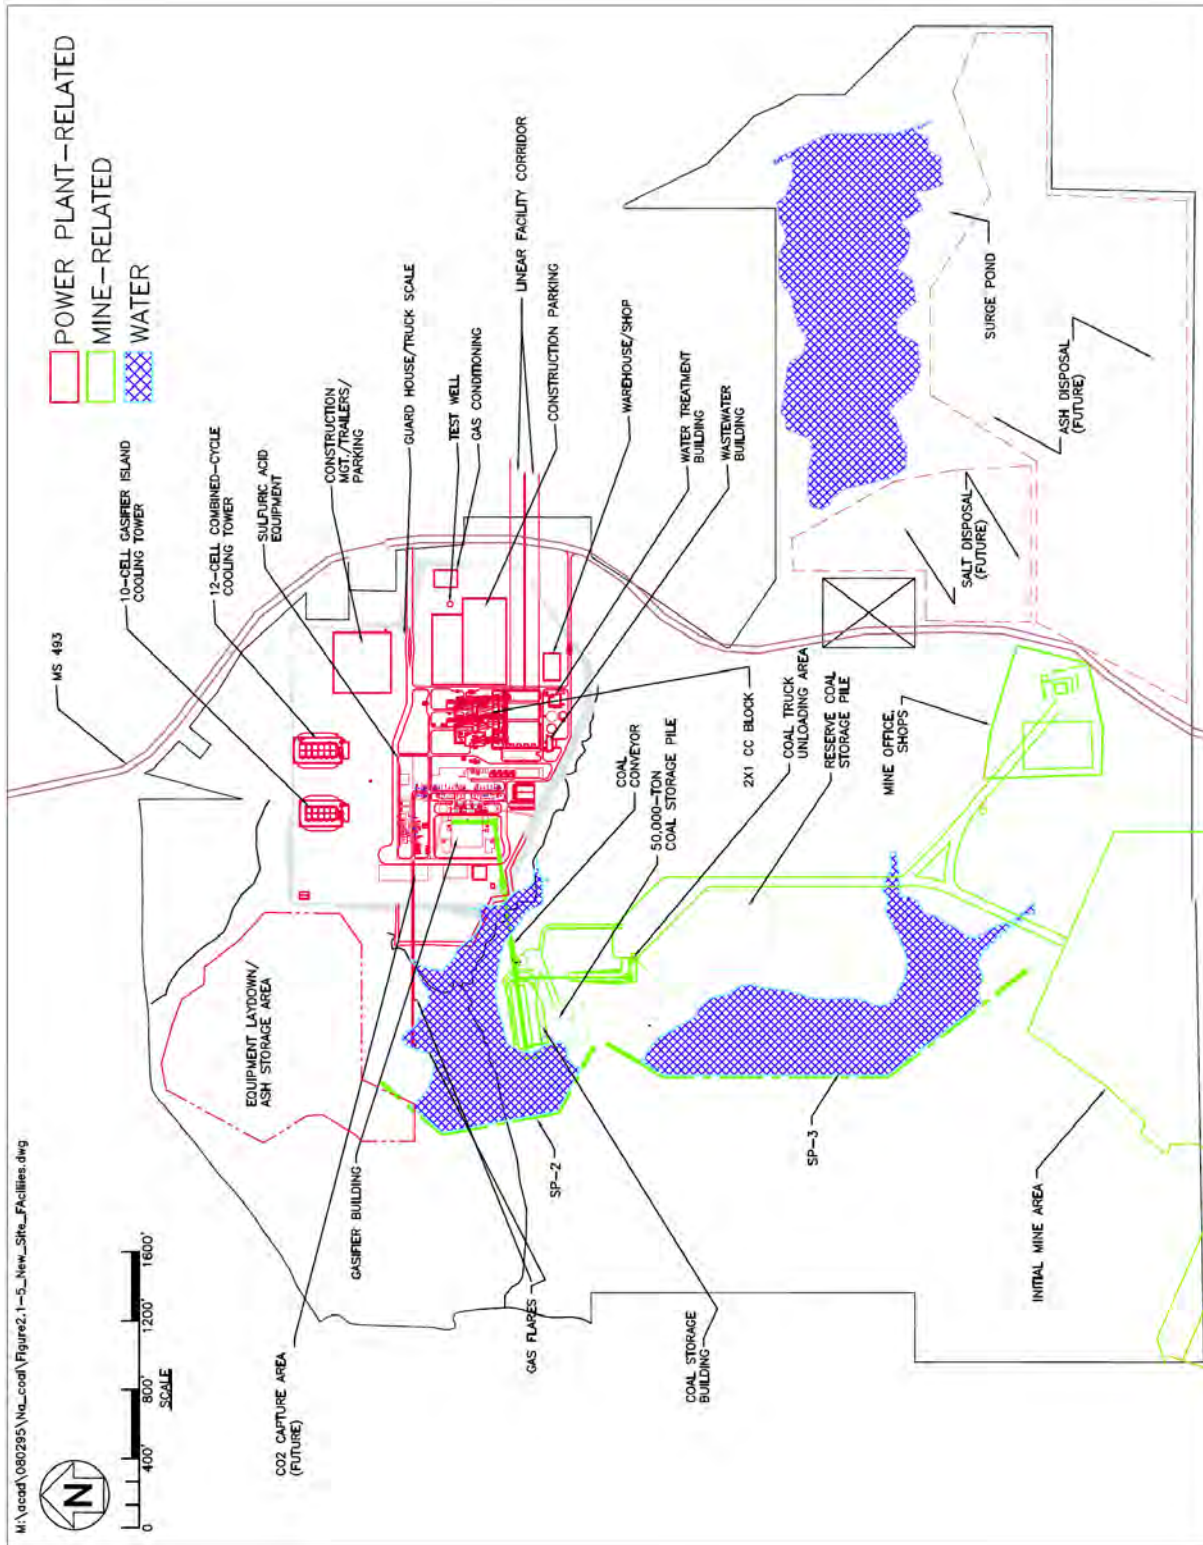 M:\acad\080295\Na_coal\Figure2.1-5_New_Site_FAcilities.dwg
N
0
400'
800'
1200'
1600'
SCALE
POWER PLANT-RELATED
MINE-RELATED
WATER
MS 493
10-CELL GASIFIER ISLAND
COOLING TOWER
12-CELL COMBINED-CYCLE
COOLING TOWER
CONSTRUCTION
MGT./TRAILERS/
PARKING
SULFURIC ACID
EQUIPMENT
GUARD HOUSE/TRUCK SCALE
TEST WELL
GAS CONDITIONING
LINEAR FACILITY CORRIDOR
CONSTRUCTION PARKING
WAREHOUSE/SHOP
WATER TREATMENT
BUILDING
WASTEWATER
BUILDING
EQUIPMENT LAYDOWN/
ASH STORAGE AREA
CO2 CAPTURE AREA
(FUTURE)
GASIFIER BUILDING
GAS FLARES
SP-2
COAL STORAGE
BUILDING
COAL
CONVEYOR
50,000-TON
COAL STORAGE PILE
2X1 CC BLOCK
COAL TRUCK
UNLOADING AREA
RESERVE COAL
STORAGE PILE
MINE OFFICE,
SHOPS
SP-3
INITIAL MINE AREA
SALT DISPOSAL
(FUTURE)
SURGE POND
ASH DISPOSAL
(FUTURE)